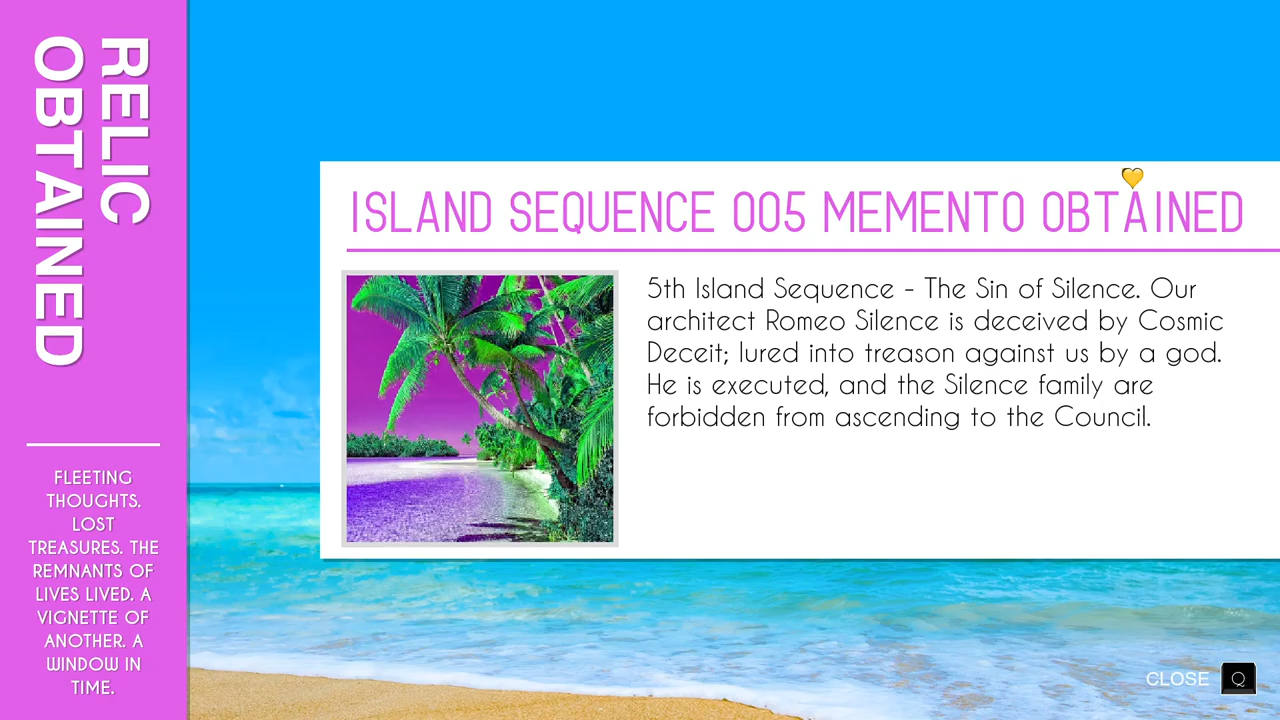 RELIC
OBTAINED
FLEETING
THOUGHTS.
LOST
TREASURES. THE
REMNANTS OF
LIVES LIVED. A
VIGNETTE OF
ANOTHER. A
WINDOW IN
TIME.
ISLAND SEQUENCE 005 MEMENTO OBTAINED
5th Island Sequence - The Sin of Silence. Our
architect Romeo Silence is deceived by Cosmic
Deceit; lured into treason against us by a god.
He is executed, and the Silence family are
forbidden from ascending to the Council.
CLOSE Q